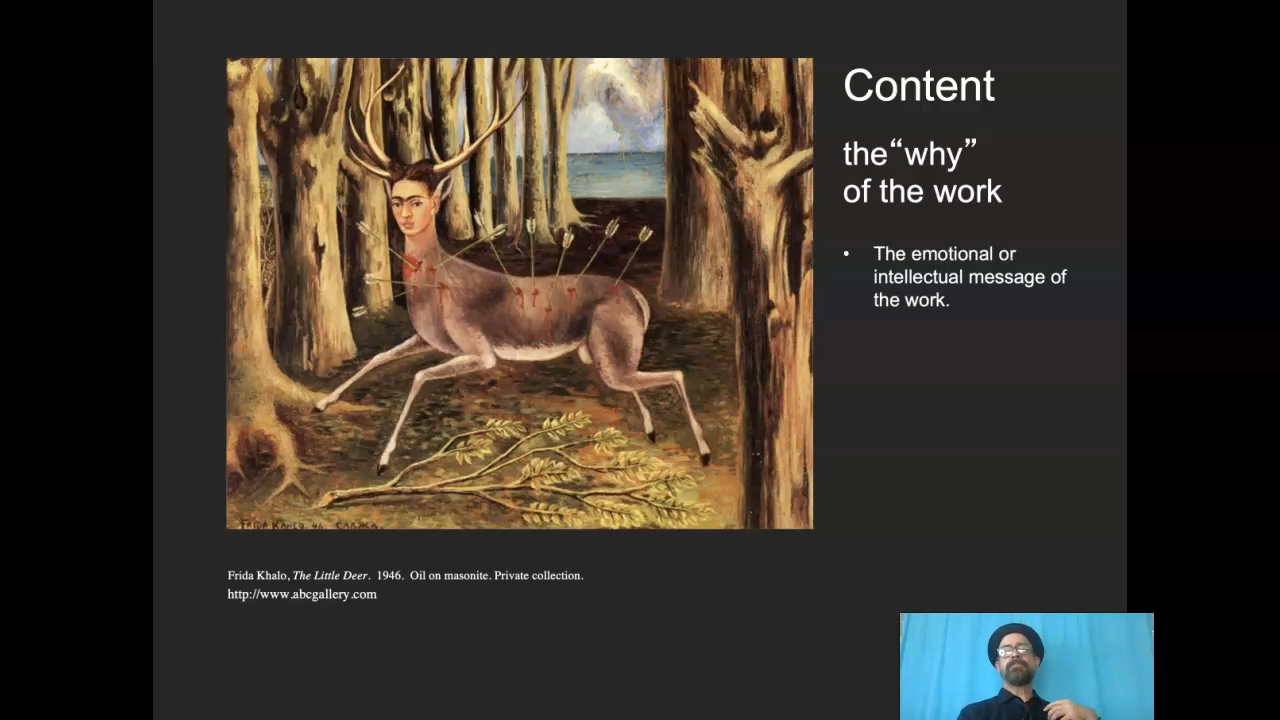 Content
the“why”
of the work
• The emotional or
intellectual message of
the work.
Frida Khalo, The Little Deer. 1946. Oil on masonite. Private collection.
http://www.abcgallery.com